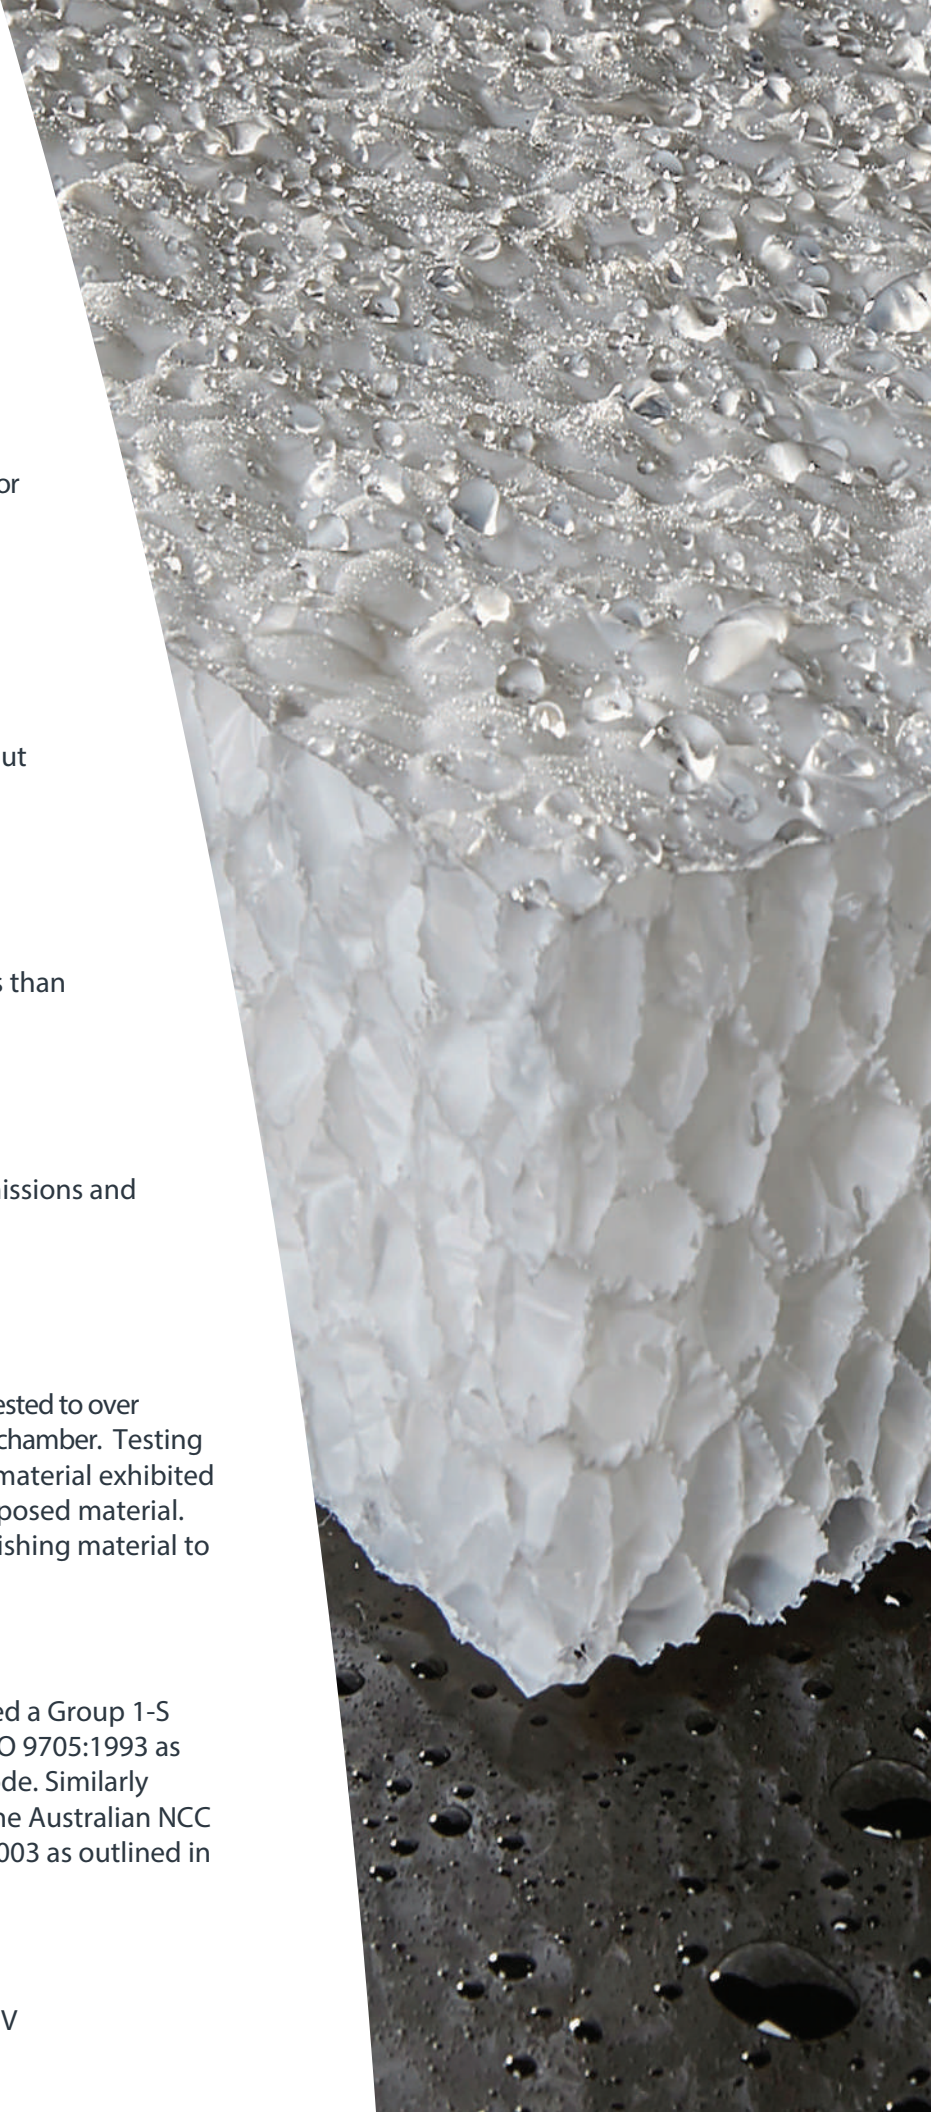 or
ut
than
issions and
ested to over
chamber. Testing
material exhibited
posed material.
ishing material to
ed a Group 1-S
O 9705:1993 as
de. Similarly
ne Australian NCC
003 as outlined in
V